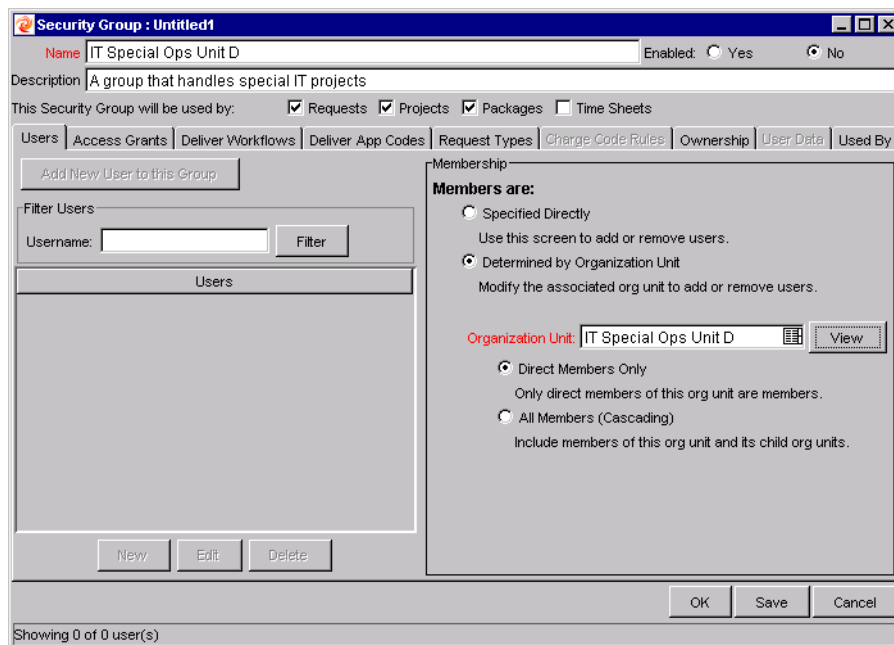 Security Group : Untitled1
Name IT Special Ops Unit D Enabled: Yes No
Description A group that handles special IT projects
This Security Group will be used by: Requests Projects Packages Time Sheets
Users Access Grants Deliver Workflows Deliver App Codes Request Types Charge Code Rules Ownership User Data Used By
Add New User to this Group
Filter Users
Username: Filter
Users
New Edit Delete
Membership
Members are:
Specified Directly
Use this screen to add or remove users.
Determined by Organization Unit
Modify the associated org unit to add or remove users.
Organization Unit: IT Special Ops Unit D View
Direct Members Only
Only direct members of this org unit are members.
All Members (Cascading)
Include members of this org unit and its child org units.
OK Save Cancel
Showing 0 of 0 user(s)